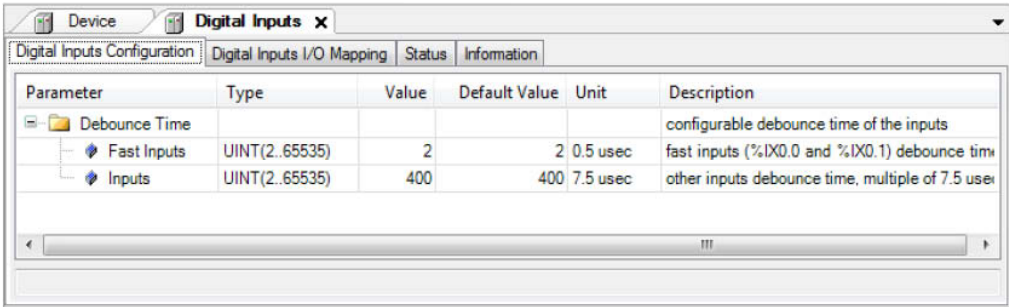 Device Digital Inputs x
Digital Inputs Configuration Digital Inputs I/O Mapping Status Information
Parameter Type Value Default Value Unit Description
Debounce Time configurable debounce time of the inputs
Fast Inputs UINT(2..65535) 2 2 0.5 usec fast inputs (%IX0.0 and %IX0.1) debounce time
Inputs UINT(2..65535) 400 400 7.5 usec other inputs debounce time, multiple of 7.5 usec